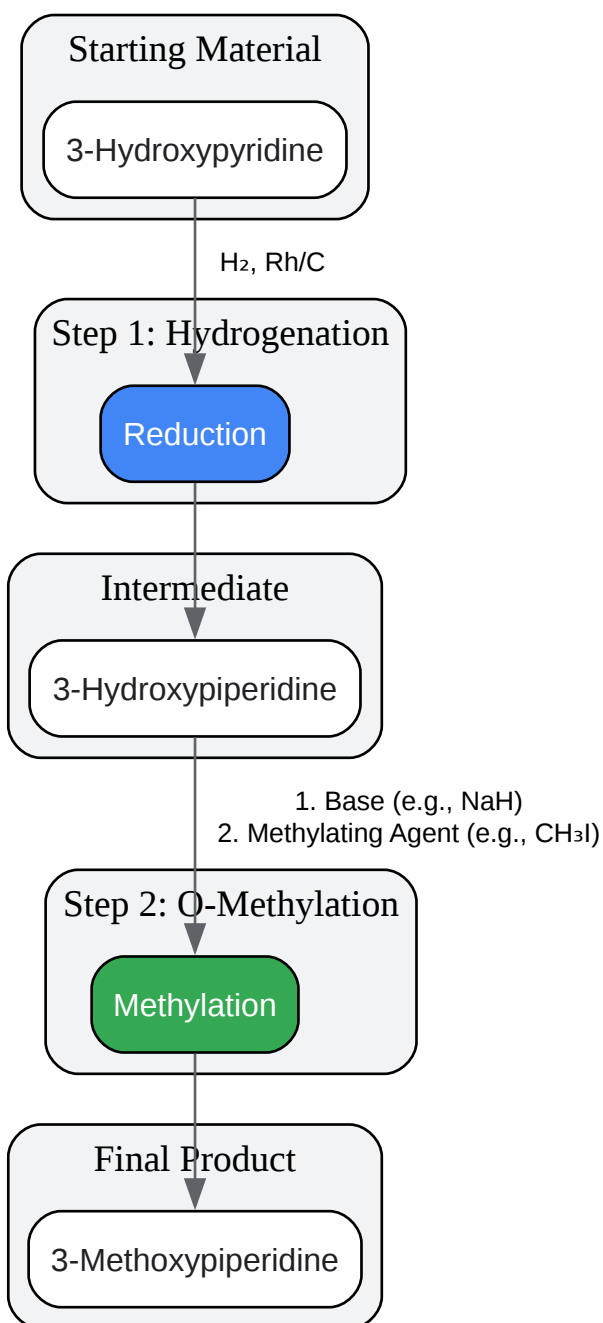 Starting Material
3-Hydroxypyridine
H₂, Rh/C
Step 1: Hydrogenation
Reduction
Intermediate
3-Hydroxypiperidine
1. Base (e.g., NaH)
2. Methylating Agent (e.g., CH₃I)
Step 2: O-Methylation
Methylation
Final Product
3-Methoxypiperidine